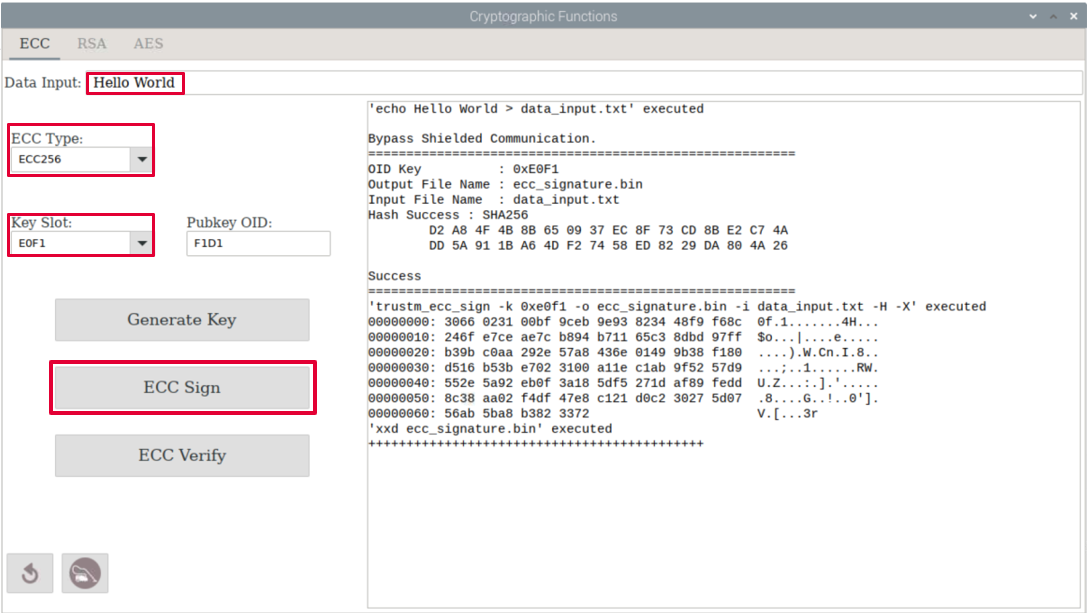 Cryptographic Functions
ECC RSA AES
Data Input: Hello World
ECC Type:
ECC256
Key Slot: Pubkey OID:
E0F1 F1D1
Generate Key
ECC Sign
ECC Verify
'echo Hello World > data_input.txt' executed
Bypass Shielded Communication.
========================================================
OID Key          : 0xE0F1
Output File Name : ecc_signature.bin
Input File Name  : data_input.txt
Hash Success : SHA256
        D2 A8 4F 4B 8B 65 09 37 EC 8F 73 CD 8B E2 C7 4A
        DD 5A 91 1B A6 4D F2 74 58 ED 82 29 DA 80 4A 26
Success
========================================================
'trustm_ecc_sign -k 0xe0f1 -o ecc_signature.bin -i data_input.txt -H -X' executed
00000000: 3066 0231 00bf 9ceb 9e93 8234 48f9 f68c  0f.1.......4H...
00000010: 246f e7ce ae7c b894 b711 65c3 8dbd 97ff  $o...|....e.....
00000020: b39b c0aa 292e 57a8 436e 0149 9b38 f180  ....).W.Cn.I.8..
00000030: d516 b53b e702 3100 a11e c1ab 9f52 57d9  ...;..1......RW.
00000040: 552e 5a92 eb0f 3a18 5df5 271d af89 fedd  U.Z...:.].'.....
00000050: 8c38 aa02 f4df 47e8 c121 d0c2 3027 5d07  .8....G..!..0'].
00000060: 56ab 5ba8 b382 3372                      V.[...3r
'xxd ecc_signature.bin' executed
++++++++++++++++++++++++++++++++++++++++++++